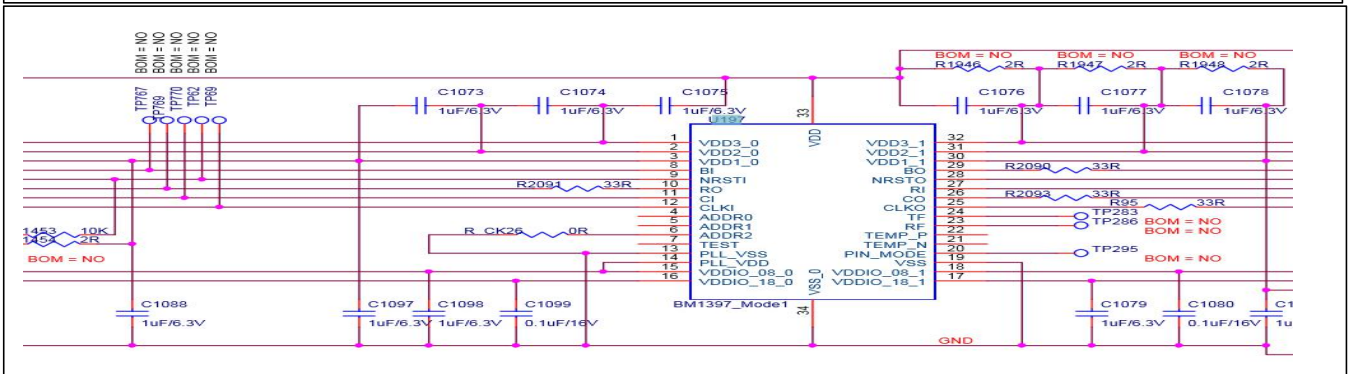 BOM = NO
BOM = NO
BOM = NO
BOM = NO
BOM = NO
TP767
TP769
TP770
TP62
TP69
C1073
1uF/6.3V
C1074
1uF/6.3V
C1075
1uF/6.3V
BOM = NO
R1946 2R
BOM = NO
R1947 2R
BOM = NO
R1948 2R
C1076
1uF/6.3V
C1077
1uF/6.3V
C1078
1uF/6.3V
U197
33
VDD
1 VDD3_0
2 VDD2_0
3 VDD1_0
8 BI
9 NRSTI
10 RO
11 CI
12 CLKI
4 ADDR0
5 ADDR1
6 ADDR2
7 TEST
13 PLL_VSS
14 PLL_VDD
15 VDDIO_08_0
16 VDDIO_18_0
VDD3_1 32
VDD2_1 31
VDD1_1 30
BO 29
NRSTO 28
RI 27
CO 26
CLKO 25
TF 24
RF 23
TEMP_P 22
TEMP_N 21
PIN_MODE 20
VSS 19
VDDIO_08_1 18
VDDIO_18_1 17
VSS_0
34
BM1397_Mode1
R2091 33R
R_CK26 0R
R2090 33R
R2093 33R
R95 33R
TP283
BOM = NO
TP286
BOM = NO
TP295
BOM = NO
1453 10K
1454 2R
BOM = NO
C1088
1uF/6.3V
C1097
1uF/6.3V
C1098
1uF/6.3V
C1099
0.1uF/16V
C1079
1uF/6.3V
C1080
0.1uF/16V
C1
1u
GND